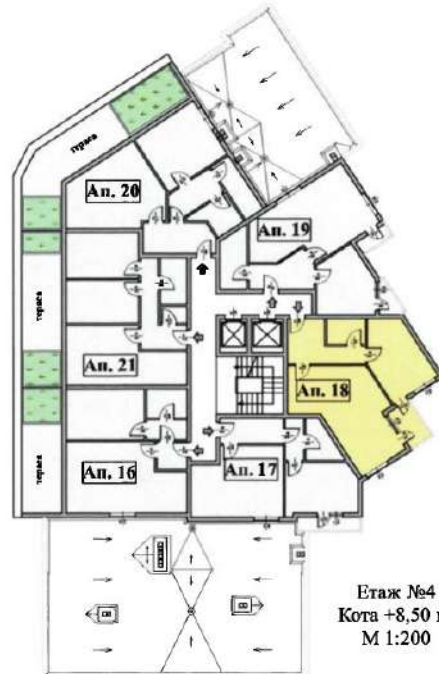 тераса
Ап. 20
Ап. 19
тераса
Ап. 18
Ап. 21
Ап. 16
Ап. 17
тераса
Етаж №4
Кота +8,50
М 1:200